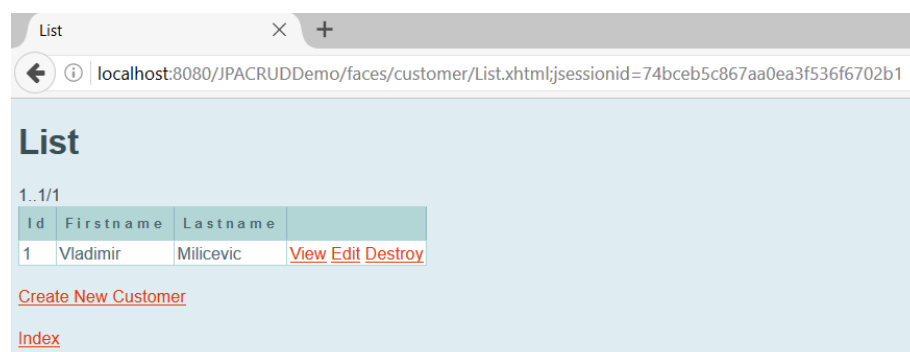 List
localhost:8080/JPACRUDDemo/faces/customer/List.xhtml;jsessionid=74bceb5c867aa0ea3f536f6702b1
List
1..1/1
Id Firstname Lastname
1 Vladimir Milicevic View Edit Destroy
Create New Customer
Index